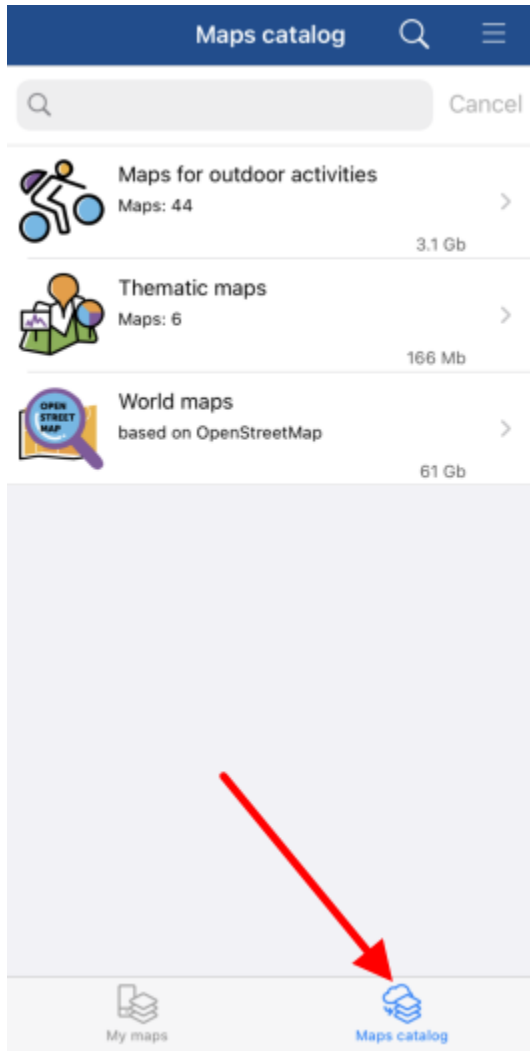 Maps catalog
Cancel
Maps for outdoor activities
Maps: 44
3.1 Gb
Thematic maps
Maps: 6
166 Mb
OPEN
STREET
MAP
World maps
based on OpenStreetMap
61 Gb
My maps
Maps catalog